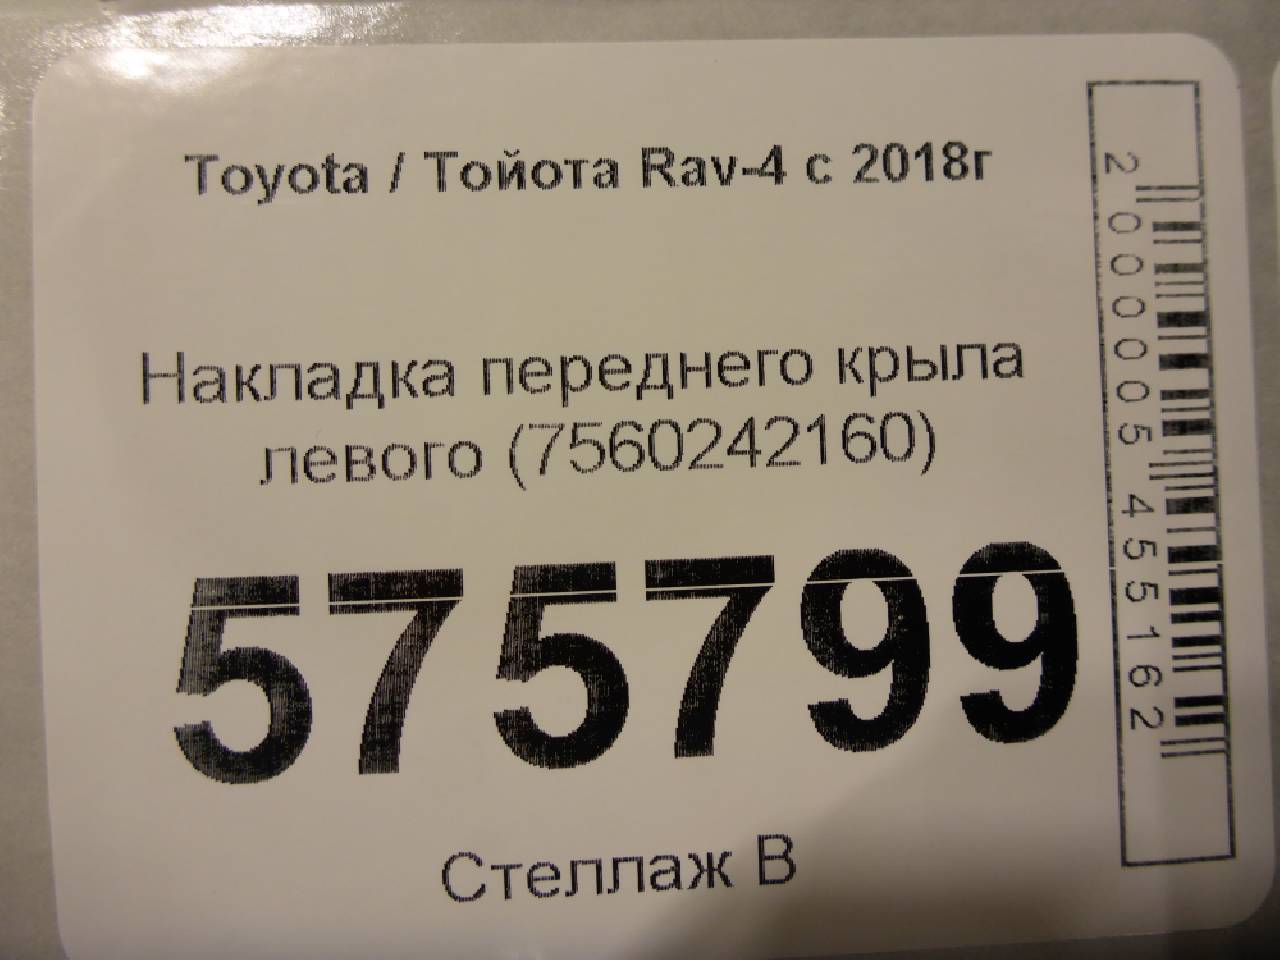 Toyota / Тойота Rav-4 с 2018г
Накладка переднего крыла
левого (7560242160)
575799
Стеллаж В
2000005455162